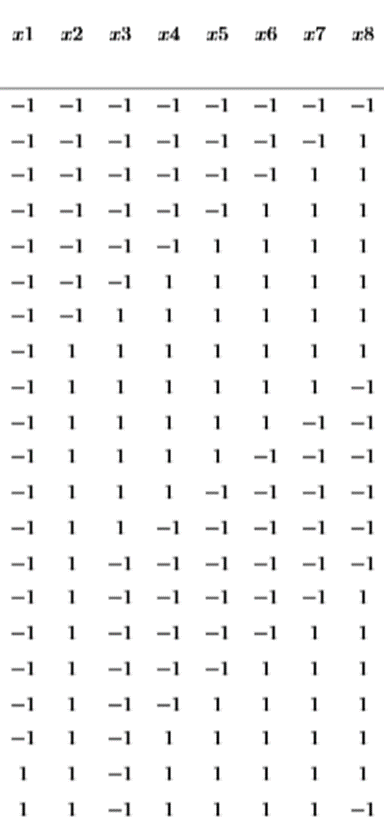 x1 x2 x3 x4 x5 x6 x7 x8
−1 −1 −1 −1 −1 −1 −1 −1
−1 −1 −1 −1 −1 −1 −1 1
−1 −1 −1 −1 −1 −1 1 1
−1 −1 −1 −1 −1 1 1 1
−1 −1 −1 −1 1 1 1 1
−1 −1 −1 1 1 1 1 1
−1 −1 1 1 1 1 1 1
−1 1 1 1 1 1 1 1
−1 1 1 1 1 1 1 −1
−1 1 1 1 1 1 −1 −1
−1 1 1 1 1 −1 −1 −1
−1 1 1 1 −1 −1 −1 −1
−1 1 1 −1 −1 −1 −1 −1
−1 1 −1 −1 −1 −1 −1 −1
−1 1 −1 −1 −1 −1 −1 1
−1 1 −1 −1 −1 −1 1 1
−1 1 −1 −1 −1 1 1 1
−1 1 −1 −1 1 1 1 1
−1 1 −1 1 1 1 1 1
1 1 −1 1 1 1 1 1
1 1 −1 1 1 1 1 −1